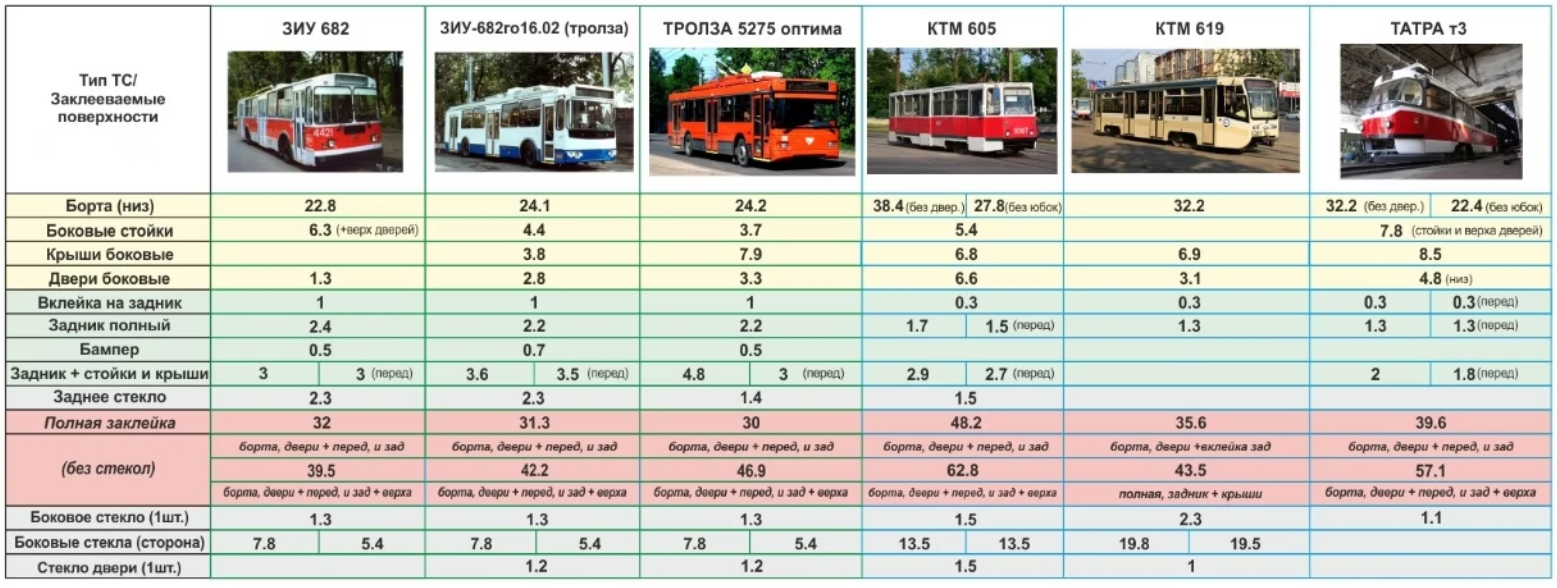 ЗИУ 682 ЗИУ-682го16.02 (тролза) ТРОЛЗА 5275 оптима КТМ 605 КТМ 619 ТАТРА т3
Тип ТС/
Заклееваемые
поверхности
4421
Борта (низ) 22.8 24.1 24.2 38.4 (без двер.) 27.8 (без юбок) 32.2 32.2 (без двер.) 22.4 (без юбок)
Боковые стойки 6.3 (+верх дверей) 4.4 3.7 5.4 7.8 (стойки и верха дверей)
Крыши боковые 3.8 7.9 6.8 6.9 8.5
Двери боковые 1.3 2.8 3.3 6.6 3.1 4.8 (низ)
Вклейка на задник 1 1 1 0.3 0.3 0.3 0.3 (перед)
Задник полный 2.4 2.2 2.2 1.7 1.5 (перед) 1.3 1.3 1.3 (перед)
Бампер 0.5 0.7 0.5
Задник + стойки и крыши 3 3 (перед) 3.6 3.5 (перед) 4.8 3 (перед) 2.9 2.7 (перед) 2 1.8 (перед)
Заднее стекло 2.3 2.3 1.4 1.5
Полная заклейка 32 31.3 30 48.2 35.6 39.6
борта, двери + перед, и зад борта, двери + перед, и зад борта, двери + перед, и зад борта, двери + перед, и зад борта, двери +вклейка зад борта, двери + перед, и зад
(без стекол) 39.5 42.2 46.9 62.8 43.5 57.1
борта, двери + перед, и зад + верха борта, двери + перед, и зад + верха борта, двери + перед, и зад + верха борта, двери + перед, и зад + верха полная, задник + крыши борта, двери + перед, и зад + верха
Боковое стекло (1шт.) 1.3 1.3 1.3 1.5 2.3 1.1
Боковые стекла (сторона) 7.8 5.4 7.8 5.4 7.8 5.4 13.5 13.5 19.8 19.5
Стекло двери (1шт.) 1.2 1.2 1.5 1